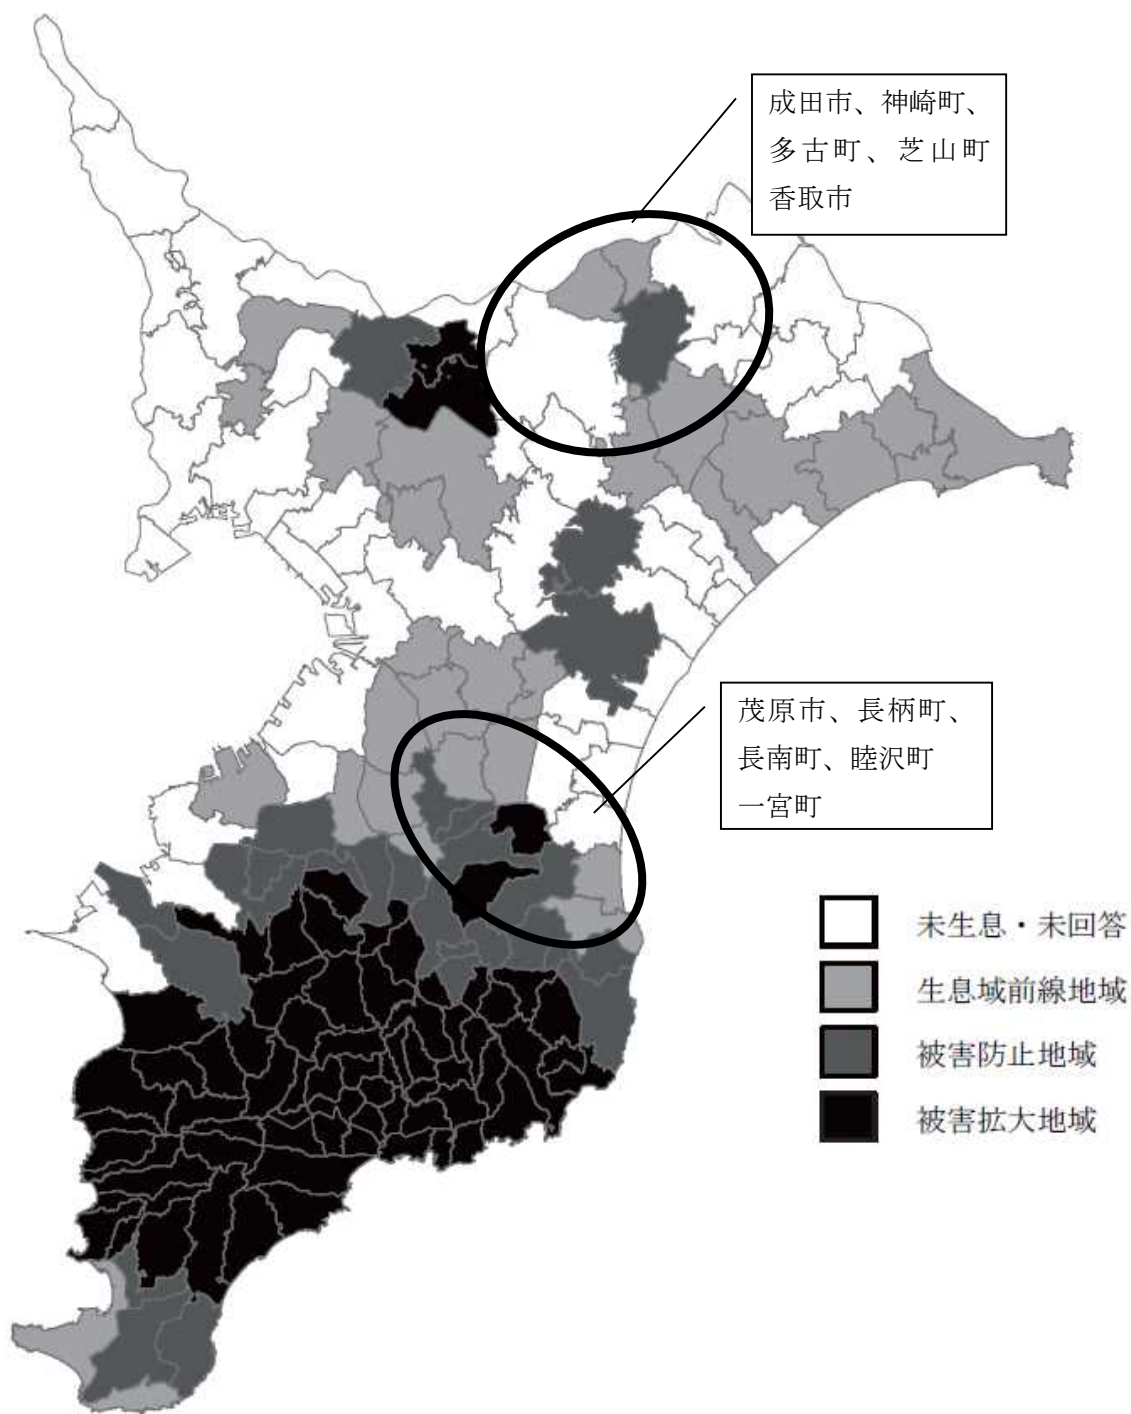 成田市、神崎町、
多古町、芝山町
香取市
茂原市、長柄町、
長南町、睦沢町
一宮町
未生息・未回答
生息域前線地域
被害防止地域
被害拡大地域